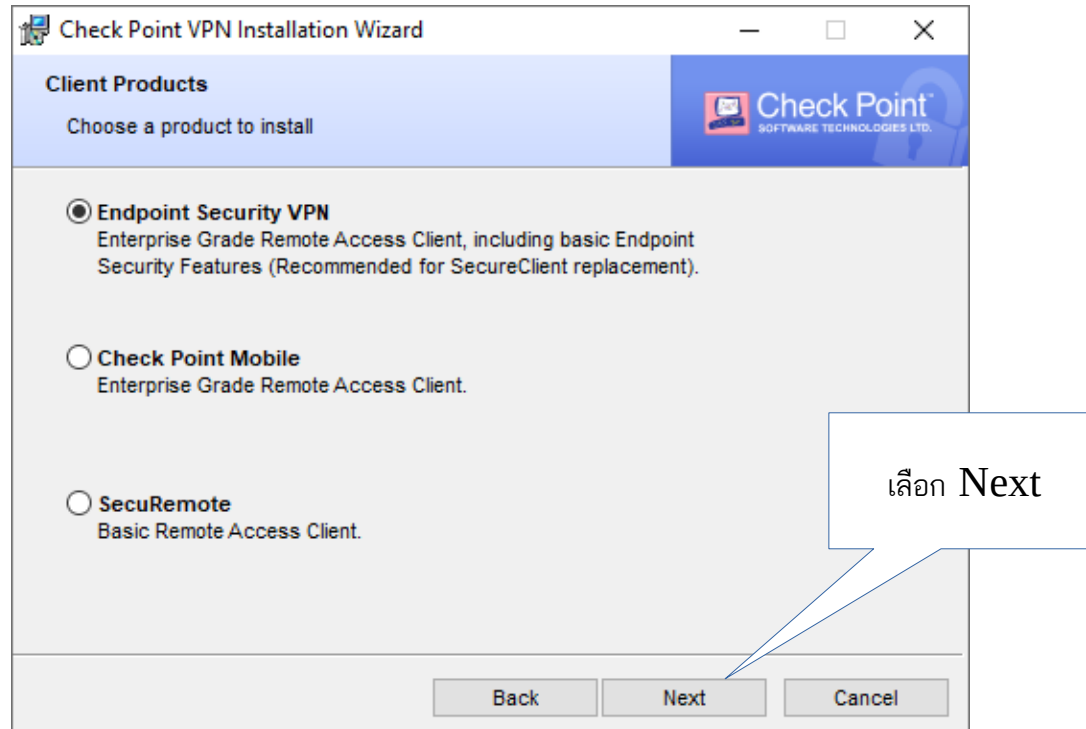 Check Point VPN Installation Wizard
Client Products
Choose a product to install
Check Point™
SOFTWARE TECHNOLOGIES LTD.
Endpoint Security VPN
Enterprise Grade Remote Access Client, including basic Endpoint
Security Features (Recommended for SecureClient replacement).
Check Point Mobile
Enterprise Grade Remote Access Client.
เลือก Next
SecuRemote
Basic Remote Access Client.
Back
Next
Cancel